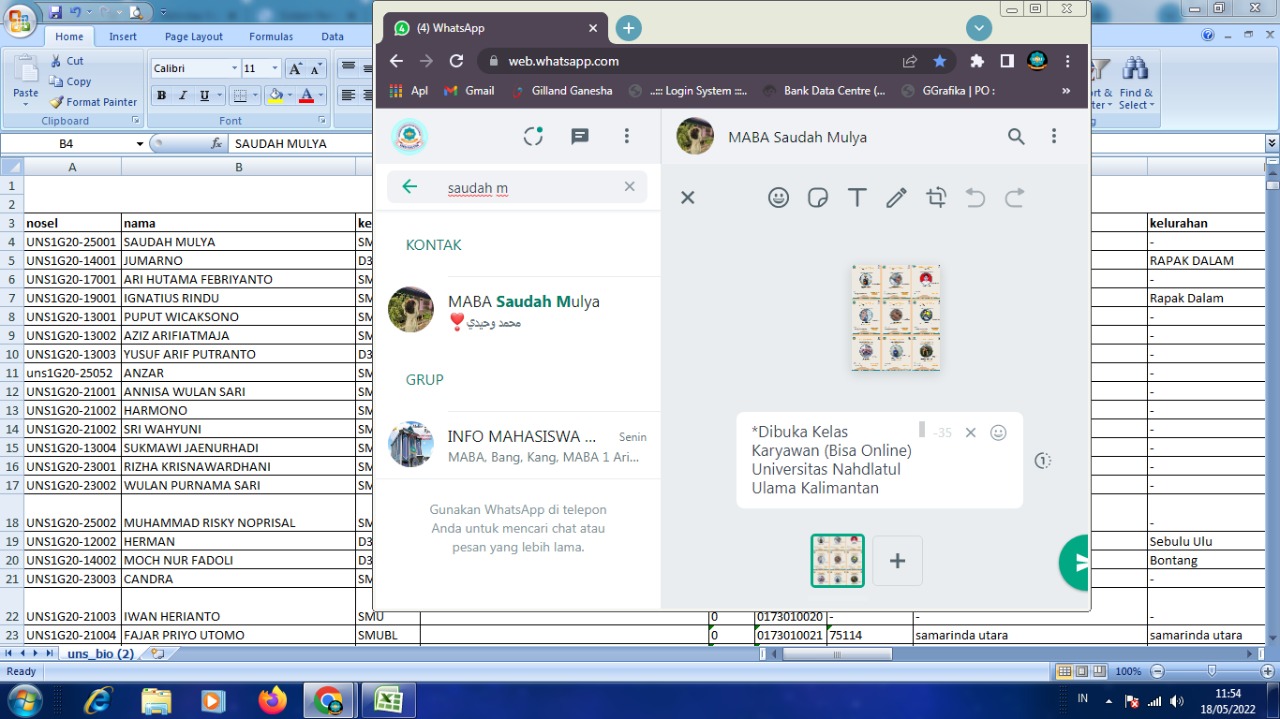 Home Insert Page Layout Formulas Data
Paste
Cut
Copy
Format Painter
Clipboard
Calibri 11
B I U
Font
Find & Select
B4 fx SAUDAH MULYA
A B
1
2
3 nosel nama ke kelurahan
4 UNS1G20-25001 SAUDAH MULYA SM -
5 UNS1G20-14001 JUMARNO D3 RAPAK DALAM
6 UNS1G20-17001 ARI HUTAMA FEBRIYANTO SM -
7 UNS1G20-19001 IGNATIUS RINDU SM Rapak Dalam
8 UNS1G20-13001 PUPUT WICAKSONO SM -
9 UNS1G20-13002 AZIZ ARIFIATMAJA SM -
10 UNS1G20-13003 YUSUF ARIF PUTRANTO D3 -
11 uns1g20-25052 ANZAR SM -
12 UNS1G20-21001 ANNISA WULAN SARI SM -
13 UNS1G20-21002 HARMONO SM -
14 UNS1G20-21002 SRI WAHYUNI SM -
15 UNS1G20-13004 SUKMAWI JAENURHADI SM -
16 UNS1G20-23001 RIZHA KRISNAWARDHANI SM -
17 UNS1G20-23002 WULAN PURNAMA SARI SM -
18 UNS1G20-25002 MUHAMMAD RISKY NOPRISAL SM -
19 UNS1G20-12002 HERMAN D3 Sebulu Ulu
20 UNS1G20-14002 MOCH NUR FADOLI D3 Bontang
21 UNS1G20-23003 CANDRA SM -
22 UNS1G20-21003 IWAN HERIANTO SMU 0 0173010020 - - -
23 UNS1G20-21004 FAJAR PRIYO UTOMO SMUBL 0 0173010021 75114 samarinda utara samarinda utara
uns_bio (2)
Ready 100%
IN 11:54
18/05/2022
4 (4) WhatsApp
web.whatsapp.com
Apl Gmail Gilland Ganesha ..::: Login System :::.. Bank Data Centre (... GGrafika | PO : »
saudah m
KONTAK
MABA Saudah Mulya
محمد وحيدي❣️
GRUP
INFO MAHASISWA ... Senin
MABA, Bang, Kang, MABA 1 Ari...
Gunakan WhatsApp di telepon
Anda untuk mencari chat atau
pesan yang lebih lama.
MABA Saudah Mulya
T
*Dibuka Kelas
Karyawan (Bisa Online)
Universitas Nahdlatul
Ulama Kalimantan
-35
1